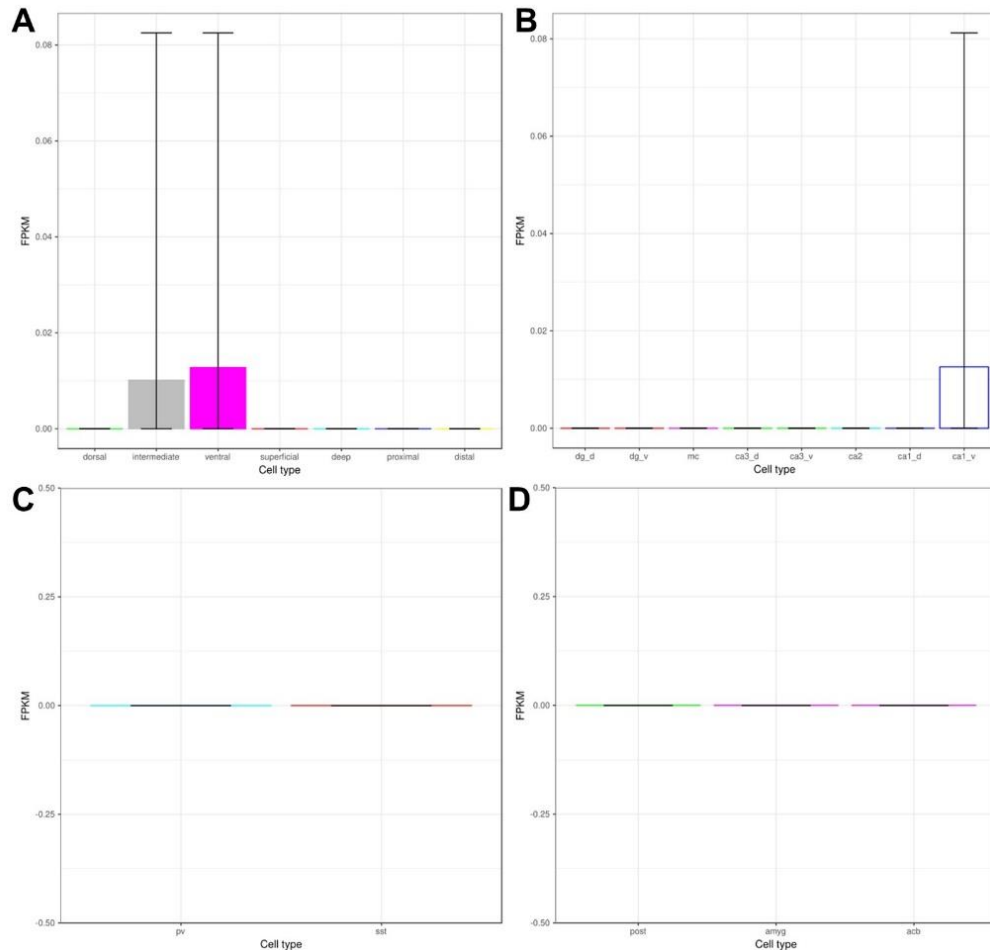 A
FPKM
0.08
0.06
0.04
0.02
0.00
dorsal intermediate ventral superficial deep proximal distal
Cell type
B
FPKM
0.08
0.06
0.04
0.02
0.00
dg_d dg_v mc ca3_d ca3_v ca2 ca1_d ca1_v
Cell type
C
FPKM
0.50
0.25
0.00
-0.25
-0.50
pv sst
Cell type
D
FPKM
0.50
0.25
0.00
-0.25
-0.50
post amyg acb
Cell type